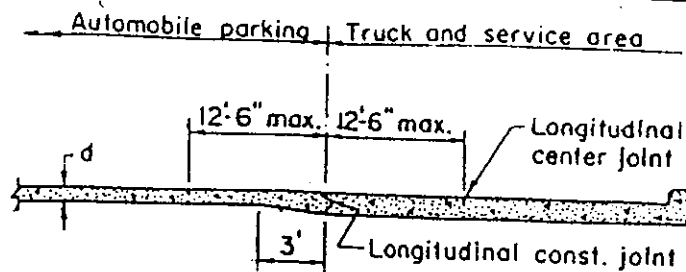 Automobile parking Truck and service area
12'-6" max. 12'-6" max.
Longitudinal
center joint
d
3'
Longitudinal const. joint